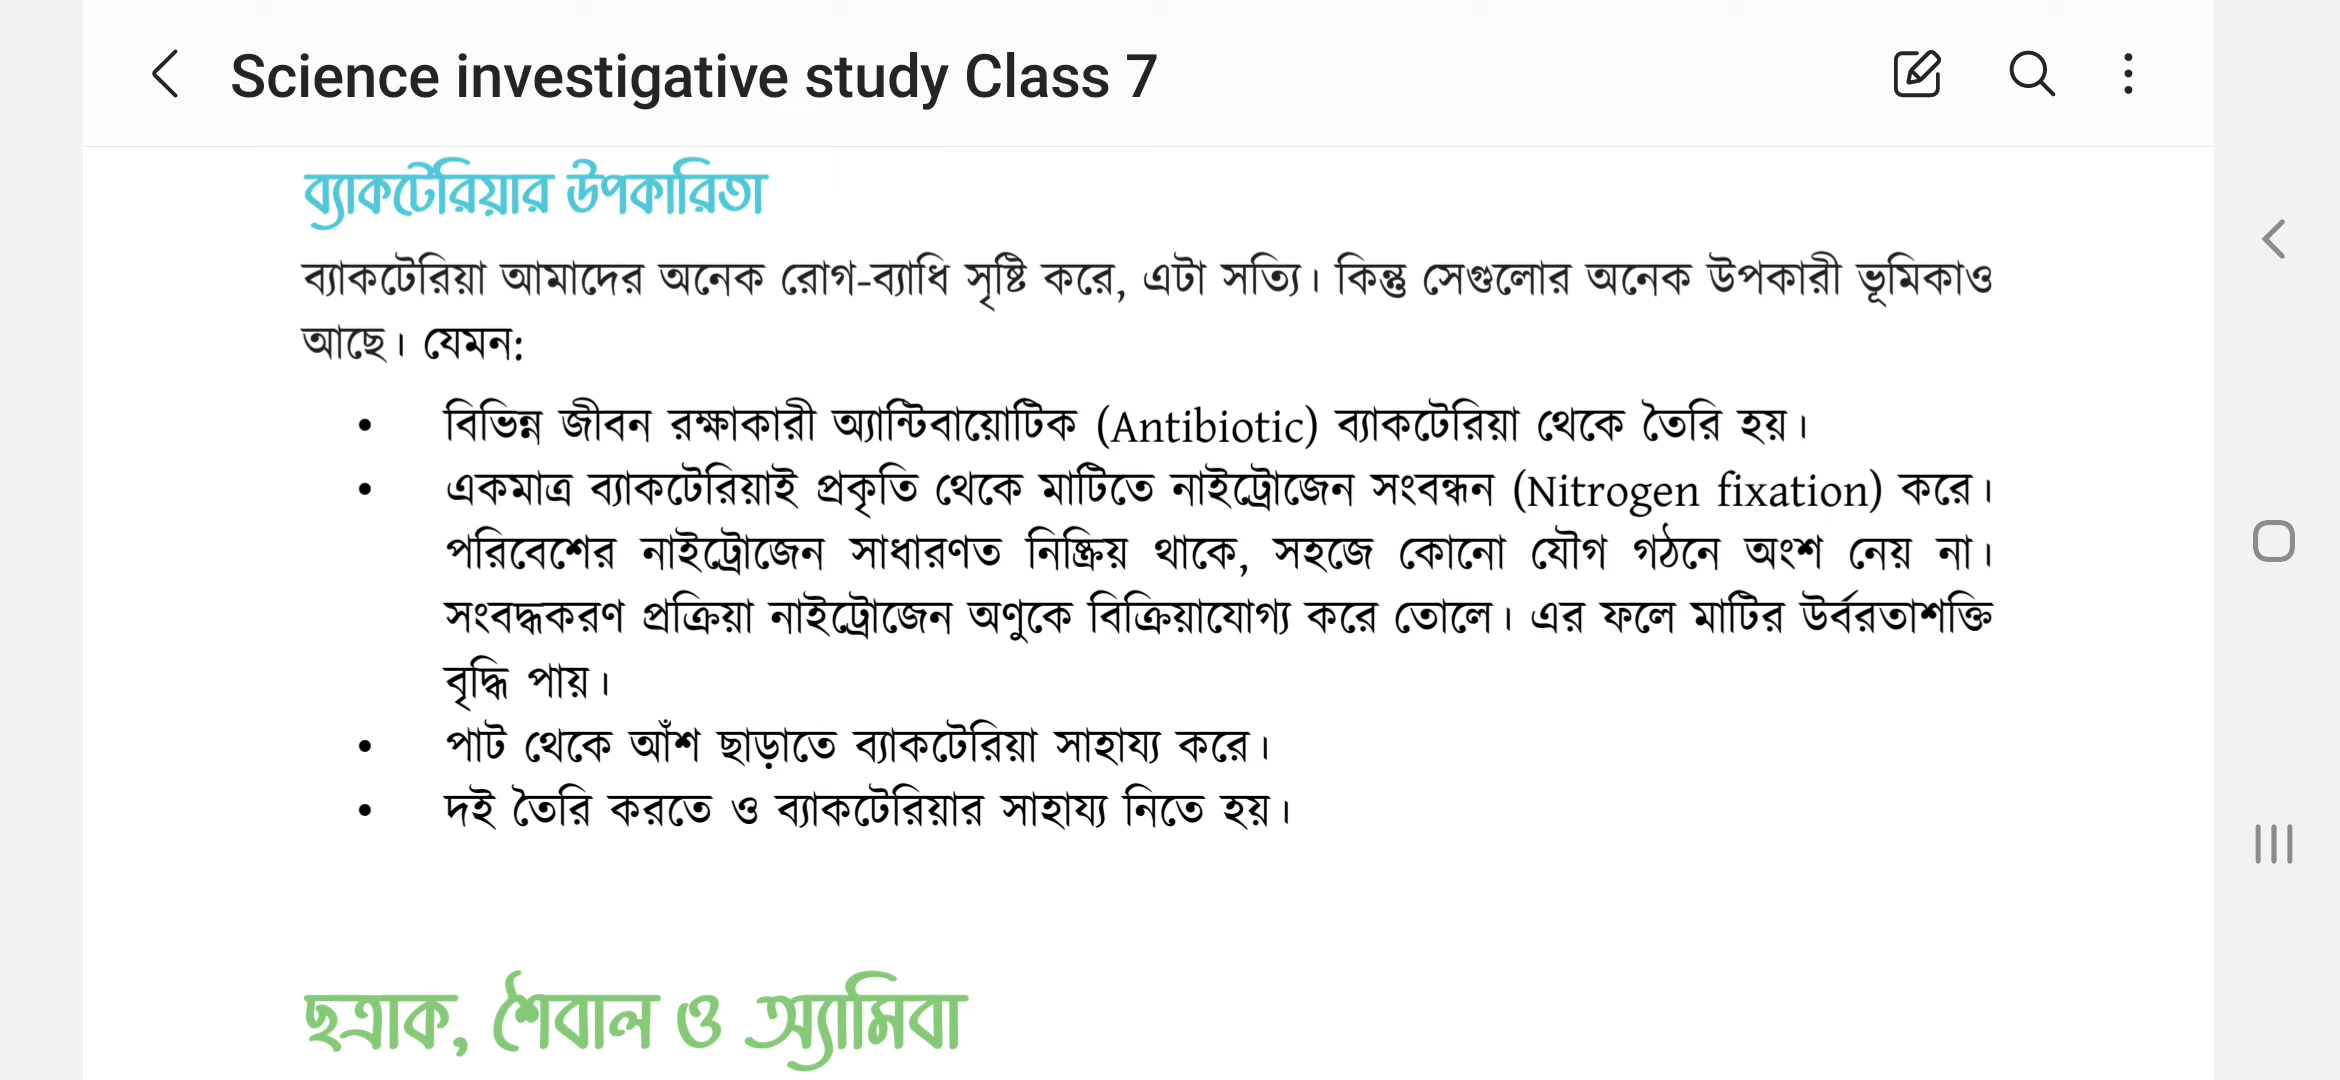 Science investigative study Class 7
ব্যাকটেরিয়ার উপকারিতা
ব্যাকটেরিয়া আমাদের অনেক রোগ-ব্যাধি সৃষ্টি করে, এটা সত্যি। কিন্তু সেগুলোর অনেক উপকারী ভূমিকাও
আছে। যেমন:
• বিভিন্ন জীবন রক্ষাকারী অ্যান্টিবায়োটিক (Antibiotic) ব্যাকটেরিয়া থেকে তৈরি হয়।
• একমাত্র ব্যাকটেরিয়াই প্রকৃতি থেকে মাটিতে নাইট্রোজেন সংবন্ধন (Nitrogen fixation) করে।
পরিবেশের নাইট্রোজেন সাধারণত নিষ্ক্রিয় থাকে, সহজে কোনো যৌগ গঠনে অংশ নেয় না।
সংবদ্ধকরণ প্রক্রিয়া নাইট্রোজেন অণুকে বিক্রিয়াযোগ্য করে তোলে। এর ফলে মাটির উর্বরতাশক্তি
বৃদ্ধি পায়।
• পাট থেকে আঁশ ছাড়াতে ব্যাকটেরিয়া সাহায্য করে।
• দই তৈরি করতে ও ব্যাকটেরিয়ার সাহায্য নিতে হয়।
ছত্রাক, শৈবাল ও অ্যামিবা